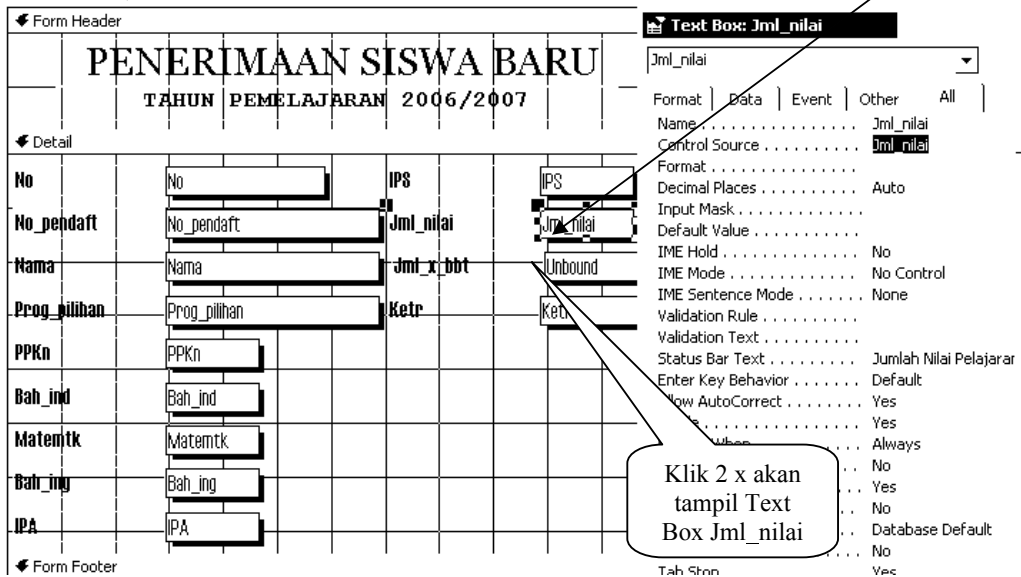 Form Header
PENERIMAAN SISWA BARU
TAHUN PEMELAJARAN 2006/2007
Detail
No No IPS IPS
No_pendaft No_pendaft Jml_nilai Jml_nilai
Nama Nama Jml_x_bbt Unbound
Prog_pilihan Prog_pilihan Ketr Ketr
PPKn PPKn
Bah_ind Bah_ind
Matemtk Matemtk
Bah_ing Bah_ing
IPA IPA
Form Footer
Klik 2 x akan
tampil Text
Box Jml_nilai
Text Box: Jml_nilai
Jml_nilai
Format Data Event Other All
Name . . . . . . . . . . . . . . . . Jml_nilai
Control Source . . . . . . . . . . Jml_nilai
Format . . . . . . . . . . . . . . .
Decimal Places . . . . . . . . . . Auto
Input Mask . . . . . . . . . . . . .
Default Value . . . . . . . . . . .
IME Hold . . . . . . . . . . . . . . No
IME Mode . . . . . . . . . . . . . . No Control
IME Sentence Mode . . . . . . . None
Validation Rule . . . . . . . . . .
Validation Text . . . . . . . . . .
Status Bar Text . . . . . . . . . Jumlah Nilai Pelajaran
Enter Key Behavior . . . . . . . Default
AutoCorrect . . . . . . . . Yes
Yes
When Always
No
Yes
No
Database Default
No
Tab Stop Yes